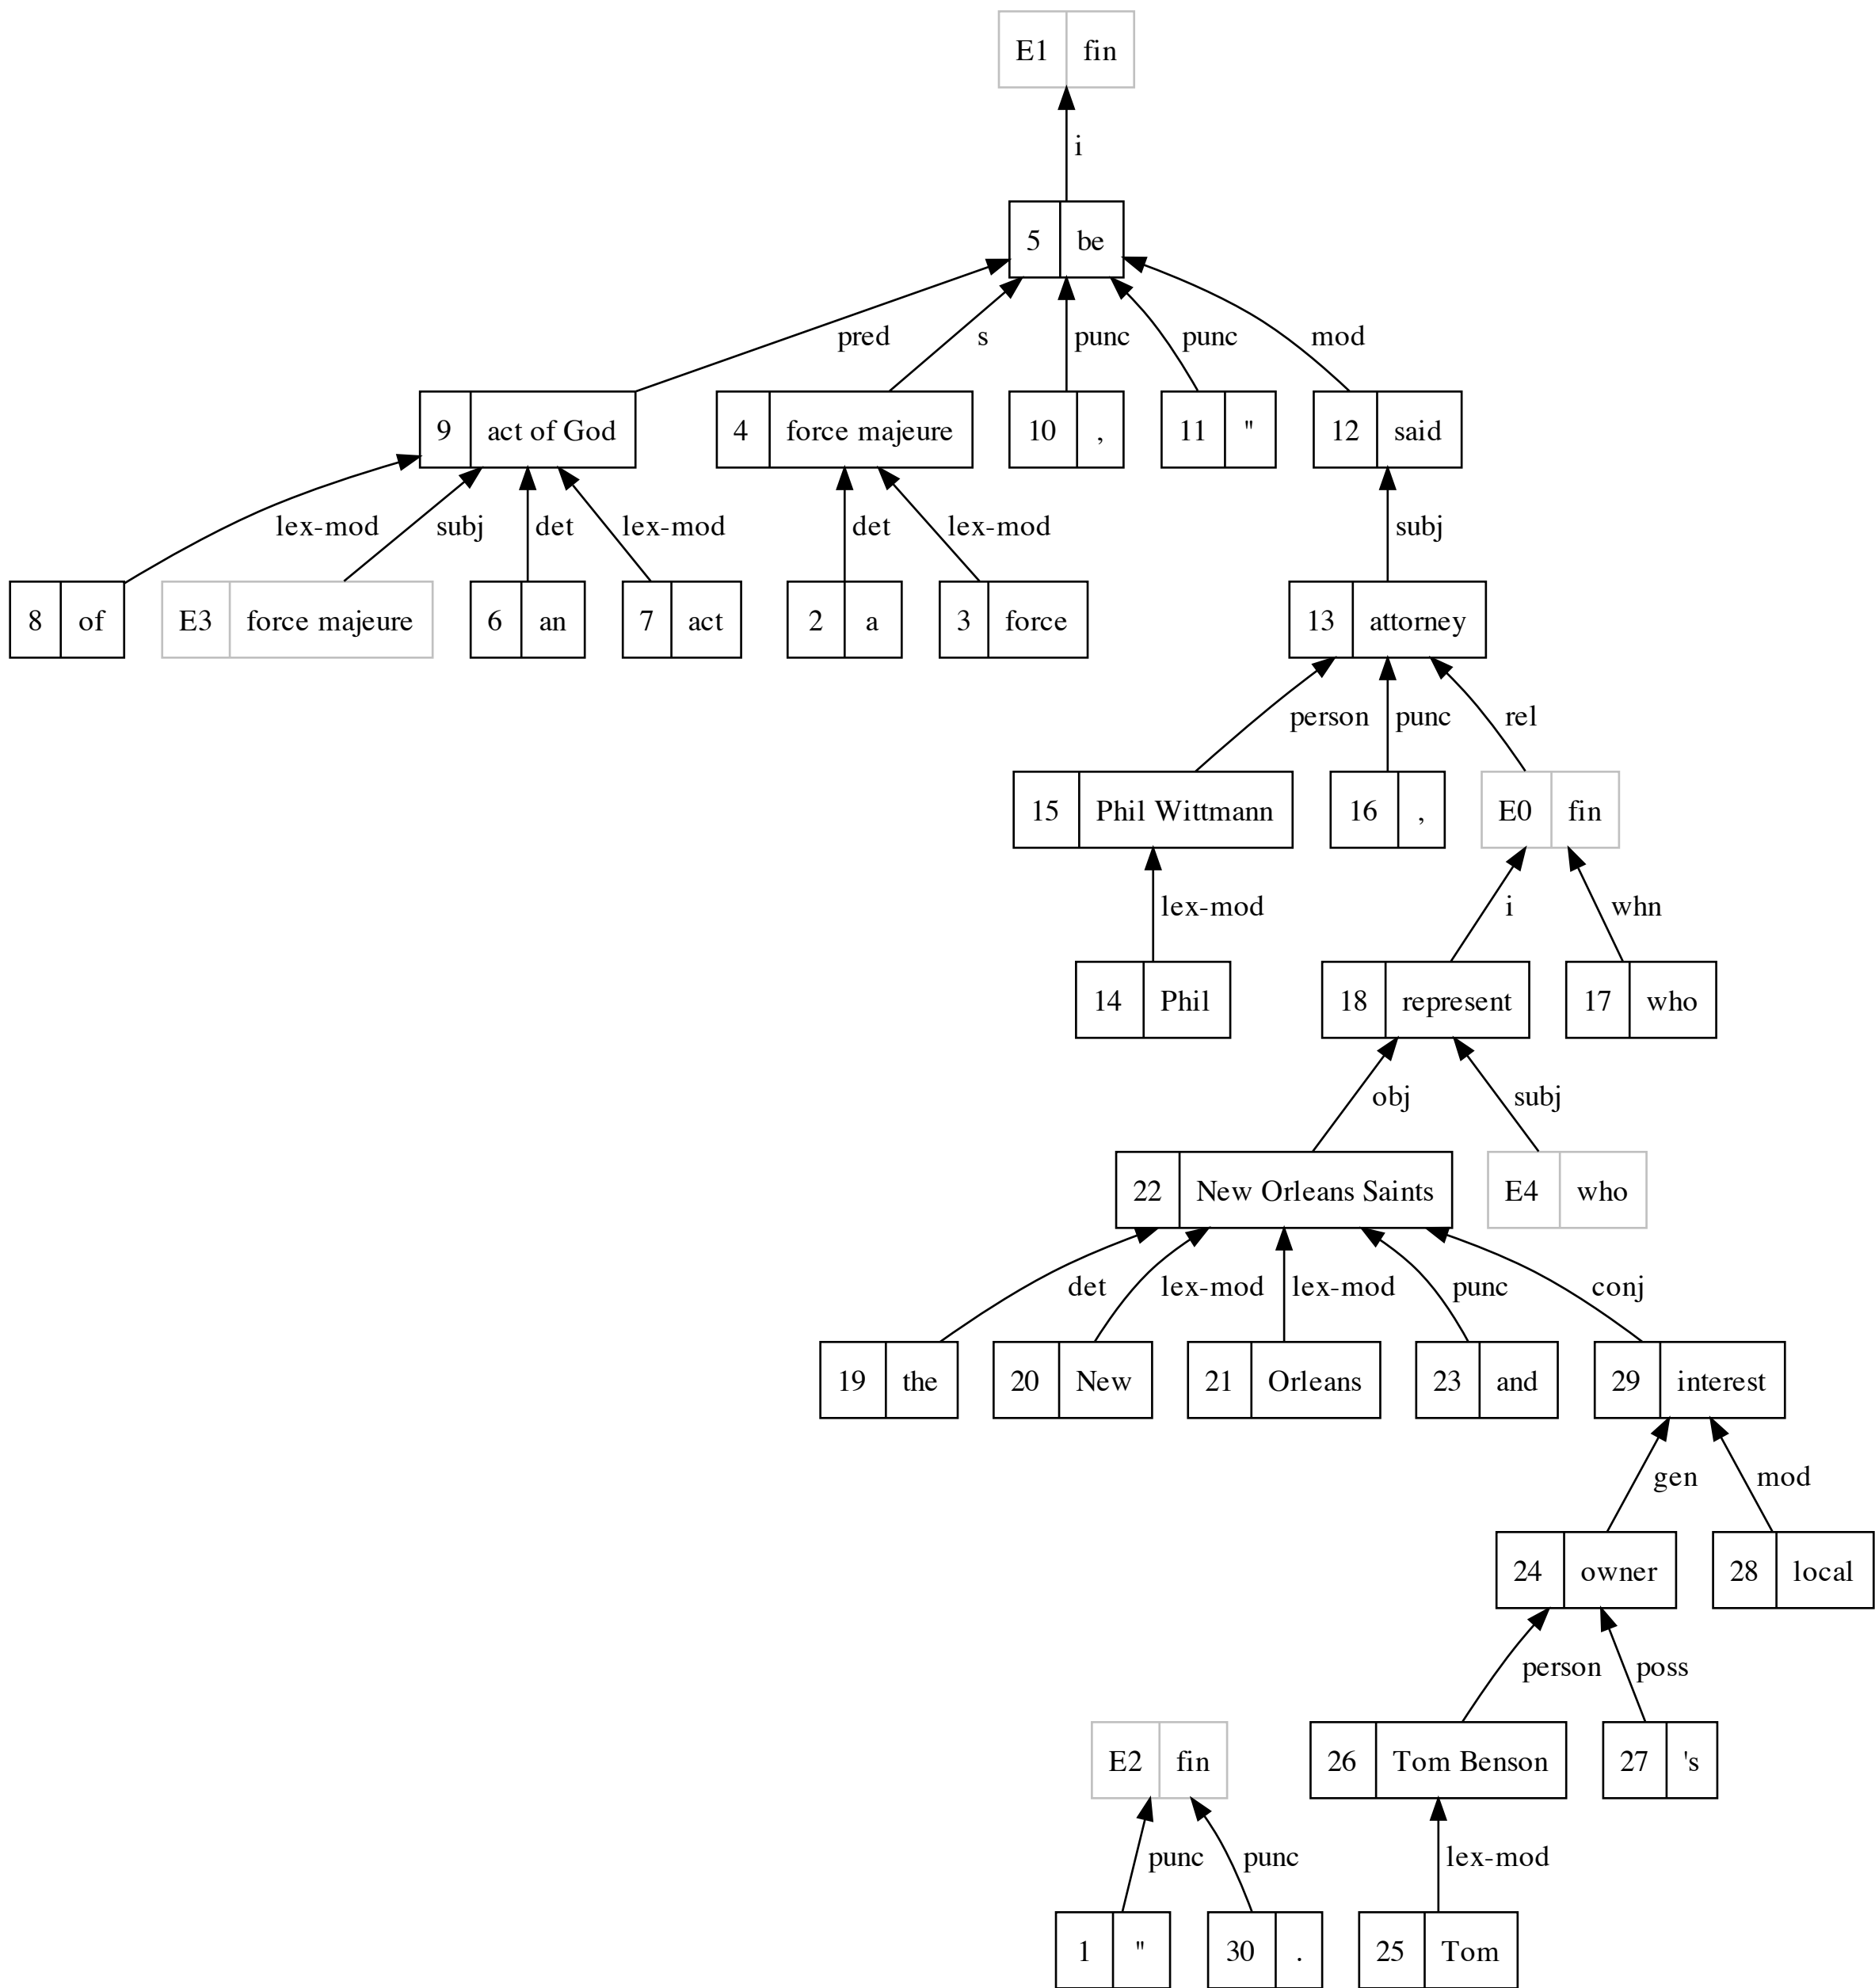 E1 fin
i
5 be
pred s punc punc mod
9 act of God 4 force majeure 10 , 11 " 12 said
lex-mod subj det lex-mod det lex-mod subj
8 of E3 force majeure 6 an 7 act 2 a 3 force 13 attorney
person punc rel
15 Phil Wittmann 16 , E0 fin
lex-mod i whn
14 Phil 18 represent 17 who
obj subj
22 New Orleans Saints E4 who
det lex-mod lex-mod punc conj
19 the 20 New 21 Orleans 23 and 29 interest
gen mod
24 owner 28 local
person poss
E2 fin 26 Tom Benson 27 's
punc punc lex-mod
1 " 30 . 25 Tom